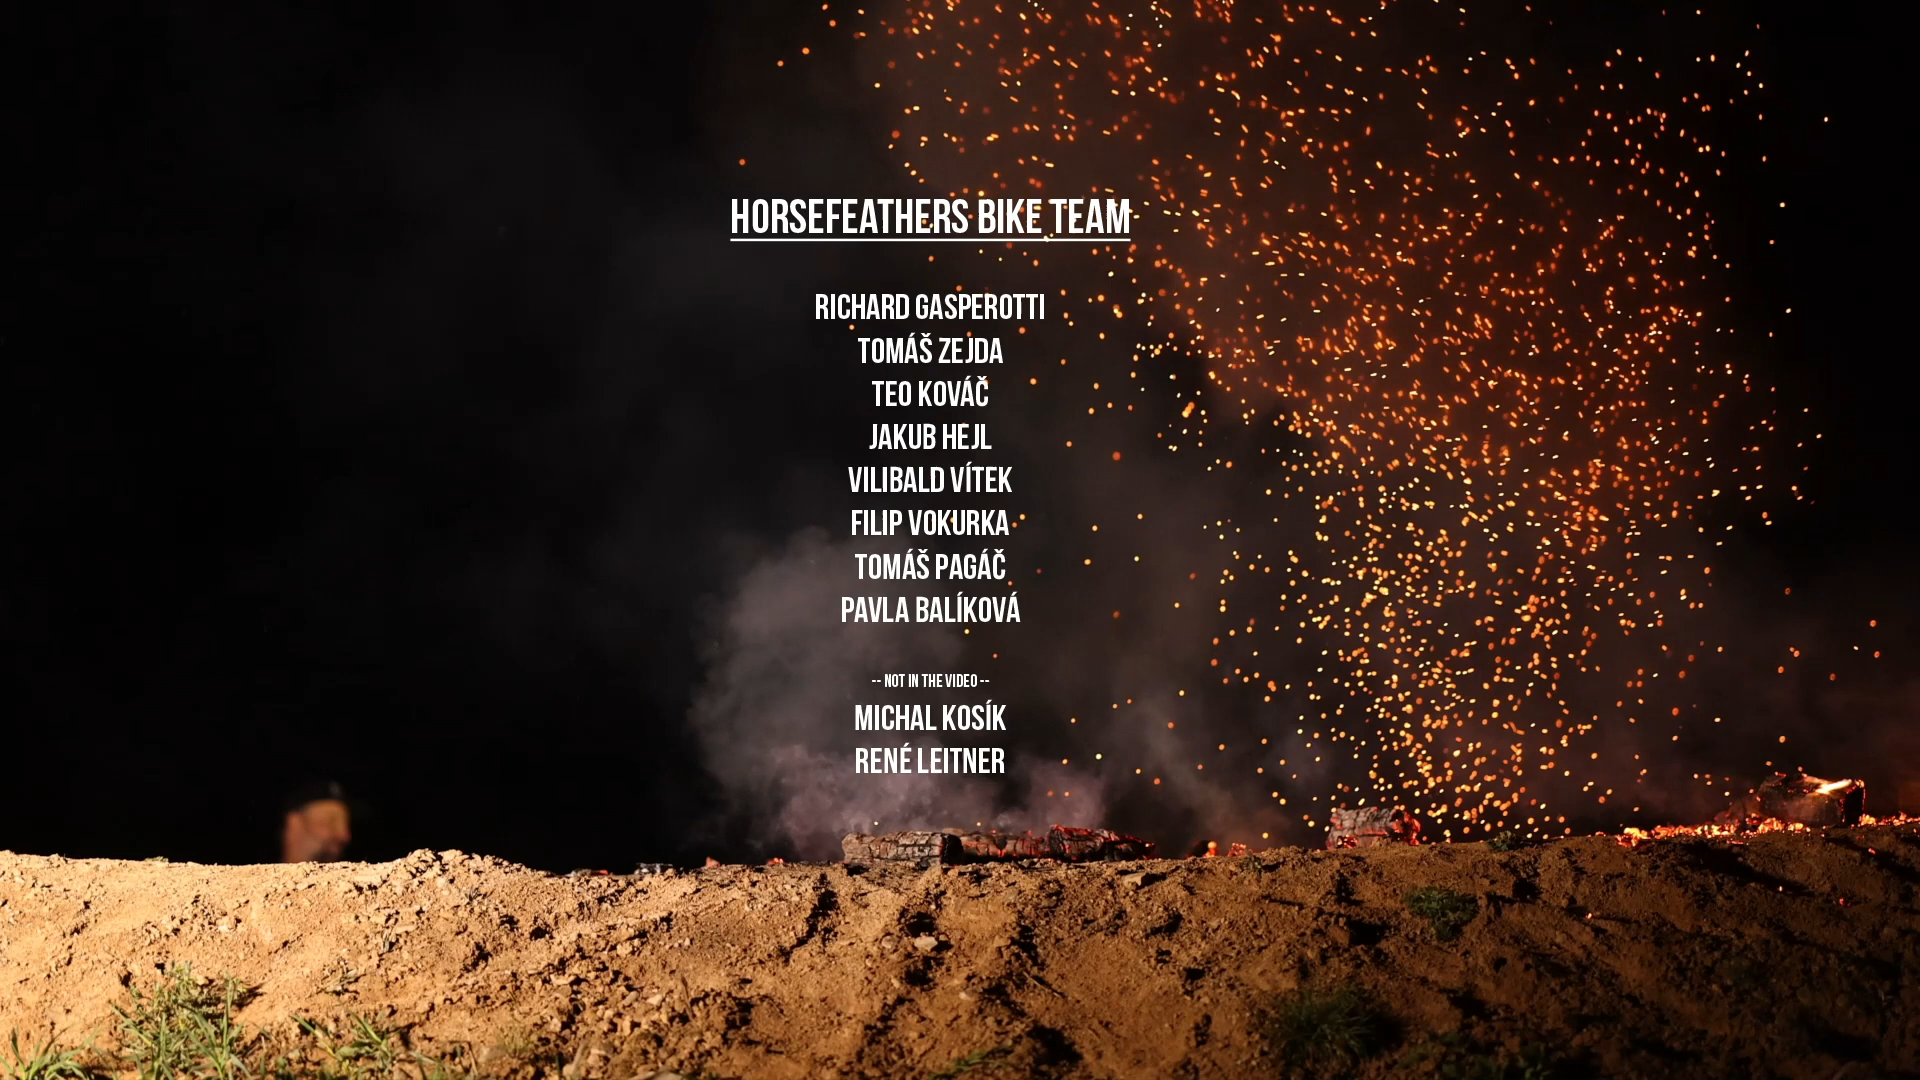 HORSEFEATHERS BIKE TEAM
RICHARD GASPEROTTI
TOMÁŠ ZEJDA
TEO KOVÁČ
JAKUB HEJL
VILIBALD VÍTEK
FILIP VOKURKA
TOMÁŠ PAGÁČ
PAVLA BALÍKOVÁ
-- NOT IN THE VIDEO --
MICHAL KOSÍK
RENÉ LEITNER